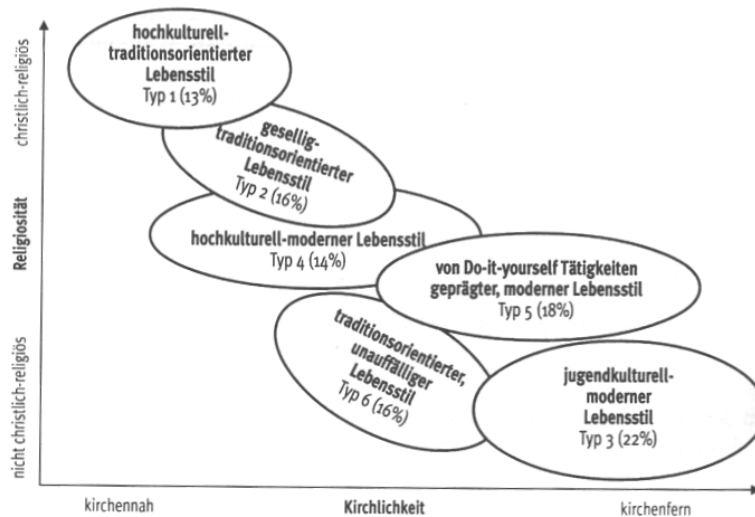 hochkulturell-
traditionsorientierter
Lebensstil
Typ 1 (13%)
gesellig-
traditionsorientierter
Lebensstil
Typ 2 (16%)
hochkulturell-moderner Lebensstil
Typ 4 (14%)
von Do-it-yourself Tätigkeiten
geprägter, moderner Lebensstil
Typ 5 (18%)
traditionsorientierter,
unauffälliger
Lebensstil
Typ 6 (16%)
jugendkulturell-
moderner
Lebensstil
Typ 3 (22%)
christlich-religiös
Religiosität
nicht christlich-religiös
kirchennah
Kirchlichkeit
kirchenfern